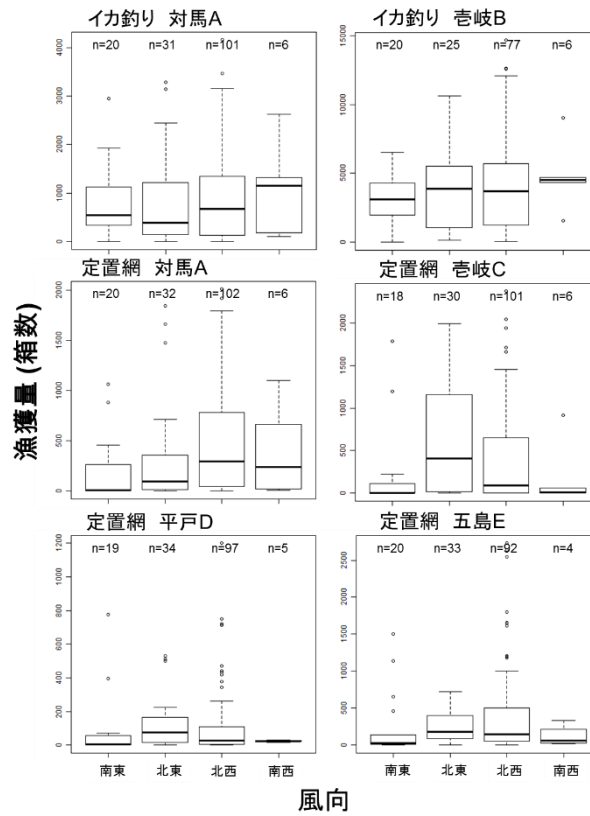 イカ釣り 対馬A
n=20 n=31 n=101 n=6
4000
3000
2000
1000
0
イカ釣り 壱岐B
n=20 n=25 n=77 n=6
15000
10000
5000
0
定置網 対馬A
n=20 n=32 n=102 n=6
2000
1500
1000
500
0
定置網 壱岐C
n=18 n=30 n=101 n=6
2000
1500
1000
500
0
定置網 平戸D
n=19 n=34 n=97 n=5
1200
1000
800
600
400
200
0
南東 北東 北西 南西
定置網 五島E
n=20 n=33 n=92 n=4
2500
2000
1500
1000
500
0
南東 北東 北西 南西
漁獲量 (箱数)
風向